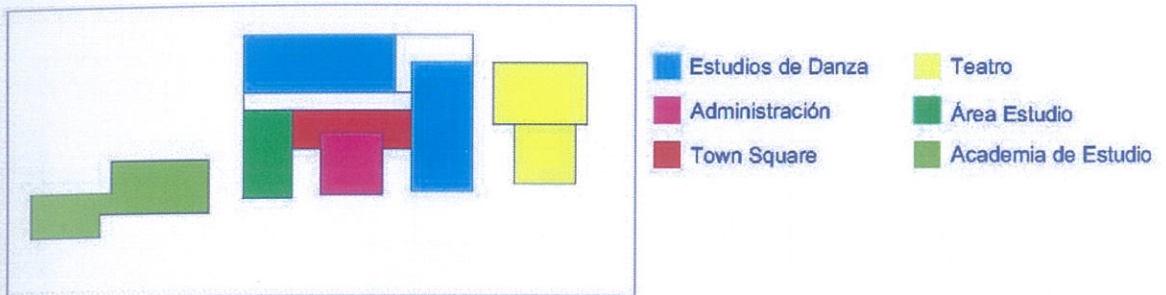 Estudios de Danza
Administración
Town Square
Teatro
Área Estudio
Academia de Estudio